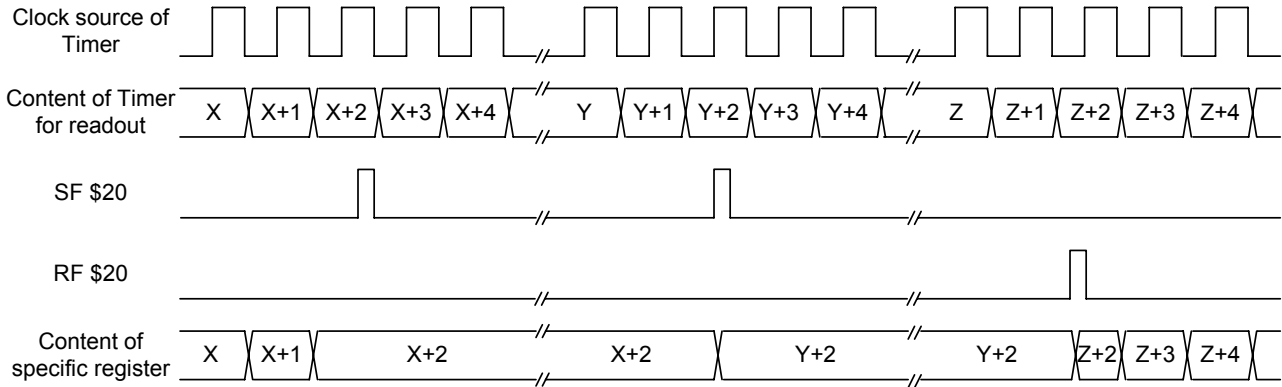 Clock source of
Timer
Content of Timer
for readout
X X+1 X+2 X+3 X+4 Y Y+1 Y+2 Y+3 Y+4 Z Z+1 Z+2 Z+3 Z+4
SF $20
RF $20
Content of
specific register
X X+1 X+2 X+2 Y+2 Y+2 Z+2 Z+3 Z+4